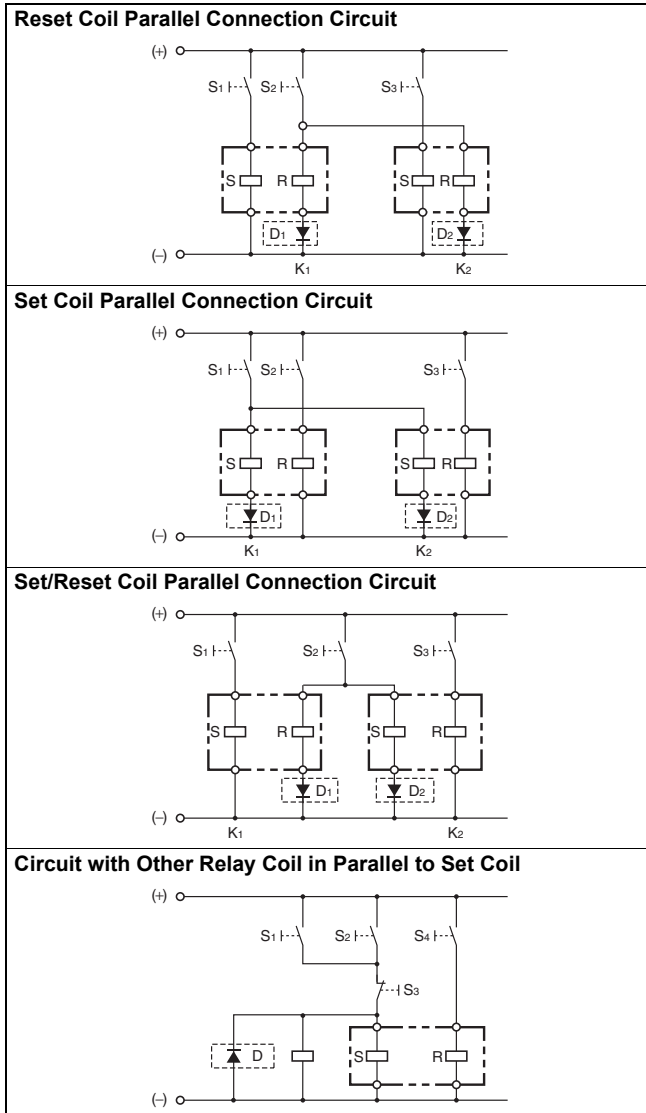 Reset Coil Parallel Connection Circuit
(+)
S1 S2 S3
S R S R
D1 D2
(–)
K1 K2
Set Coil Parallel Connection Circuit
(+)
S1 S2 S3
S R S R
D1 D2
(–)
K1 K2
Set/Reset Coil Parallel Connection Circuit
(+)
S1 S2 S3
S R S R
D1 D2
(–)
K1 K2
Circuit with Other Relay Coil in Parallel to Set Coil
(+)
S1 S2 S4
S3
D S R
(–)